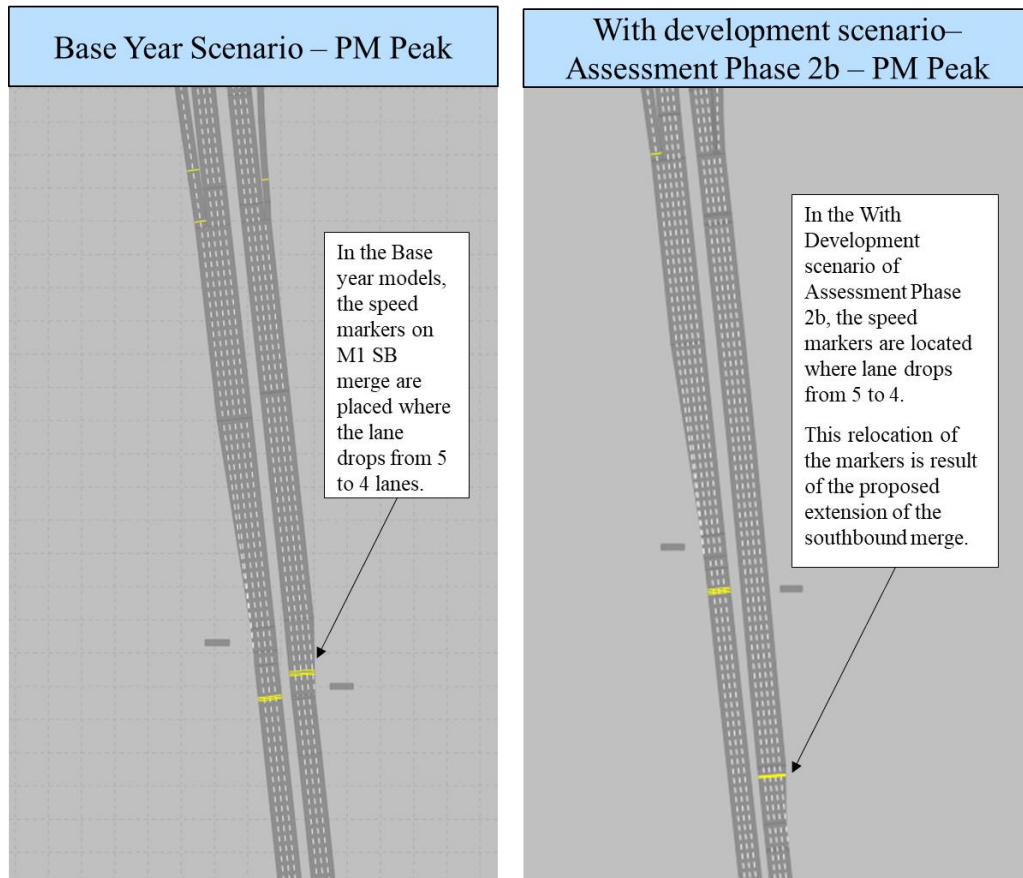 Base Year Scenario – PM Peak
With development scenario–
Assessment Phase 2b – PM Peak
In the Base
year models,
the speed
markers on
M1 SB
merge are
placed where
the lane
drops from 5
to 4 lanes.
In the With
Development
scenario of
Assessment Phase
2b, the speed
markers are located
where lane drops
from 5 to 4.
This relocation of
the markers is result
of the proposed
extension of the
southbound merge.